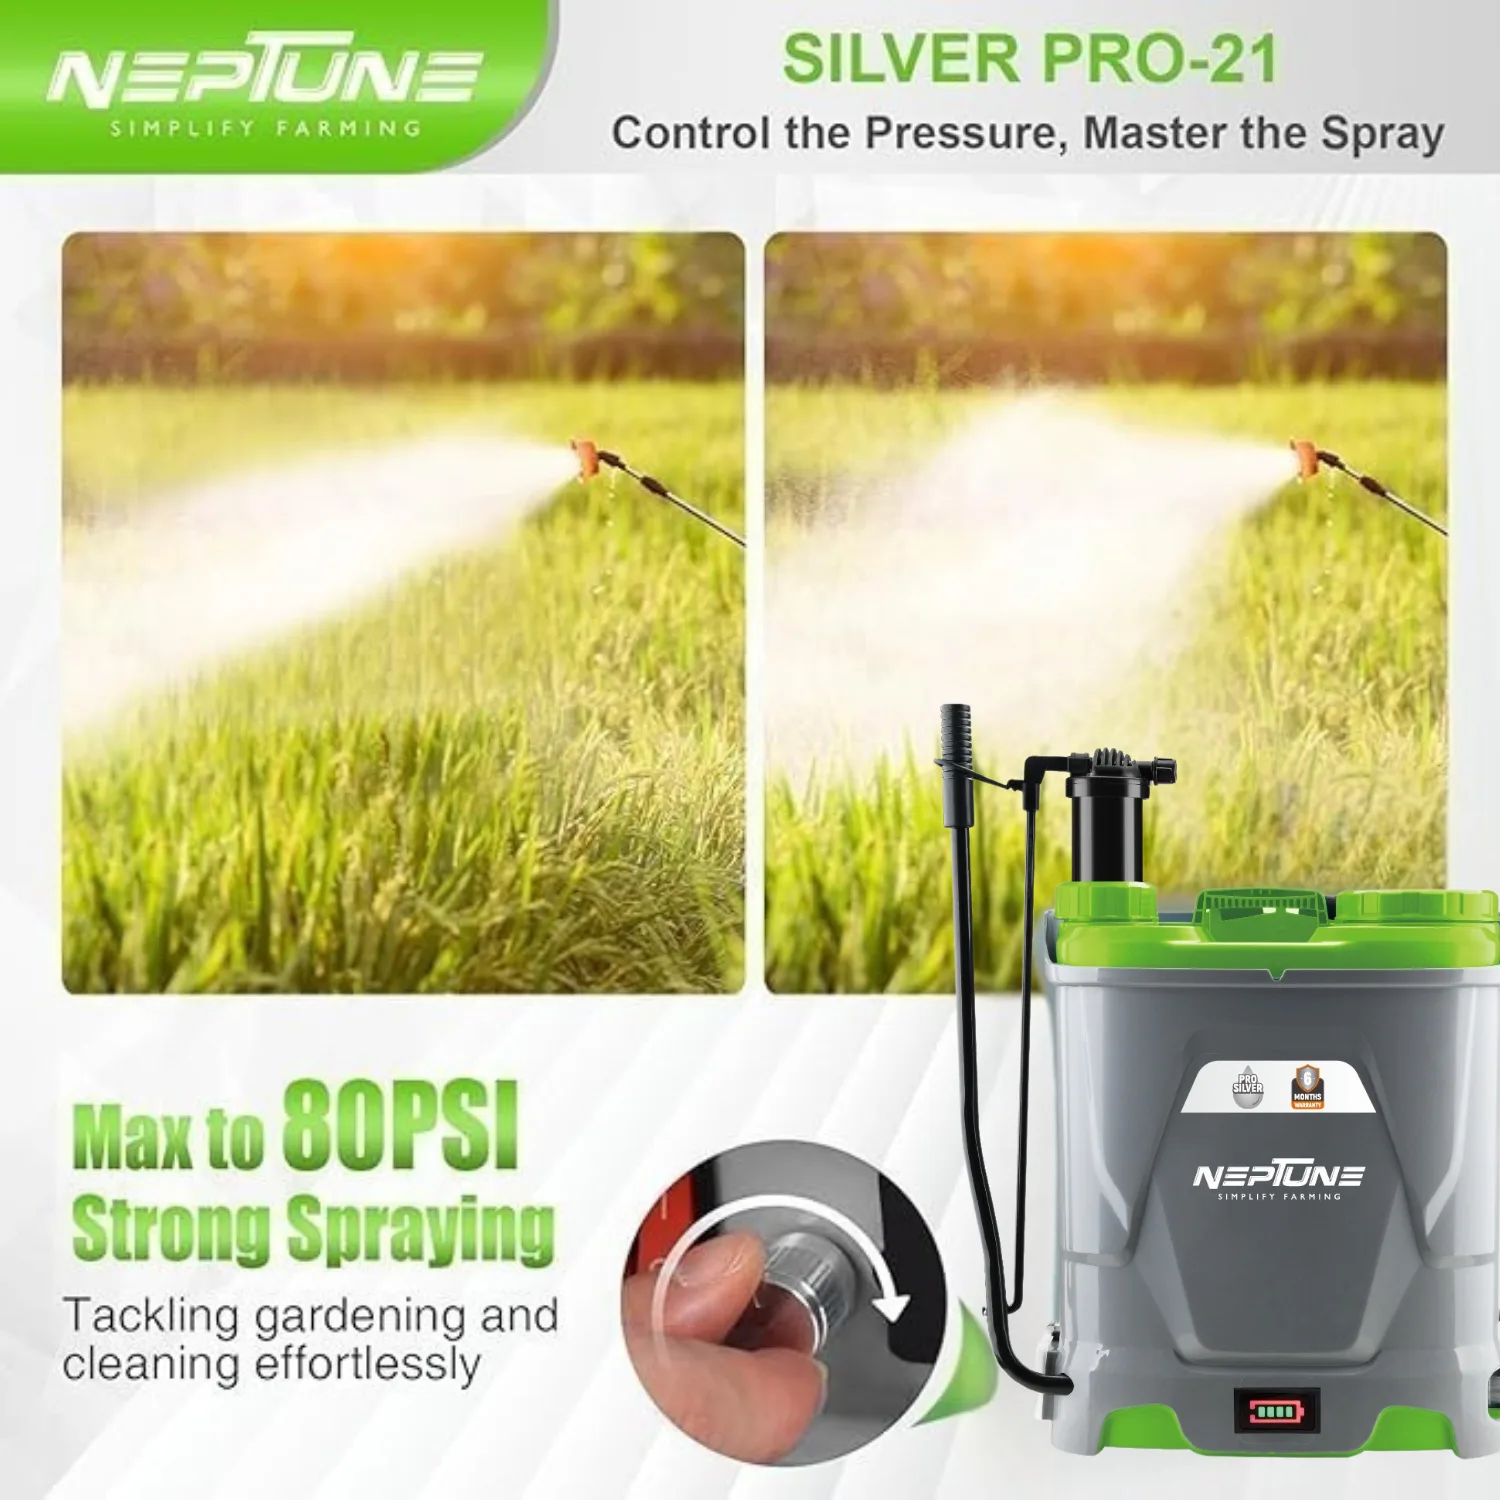 NEPTUNE
SIMPLIFY FARMING
SILVER PRO-21
Control the Pressure, Master the Spray
Max to 80PSI
Strong Spraying
Tackling gardening and
cleaning effortlessly
PRO
SILVER
6
MONTHS
WARRANTY
NEPTUNE
SIMPLIFY FARMING